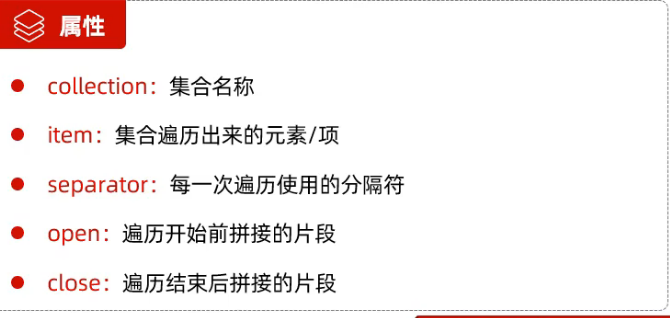 属性
collection：集合名称
item：集合遍历出来的元素/项
separator：每一次遍历使用的分隔符
open：遍历开始前拼接的片段
close：遍历结束后拼接的片段